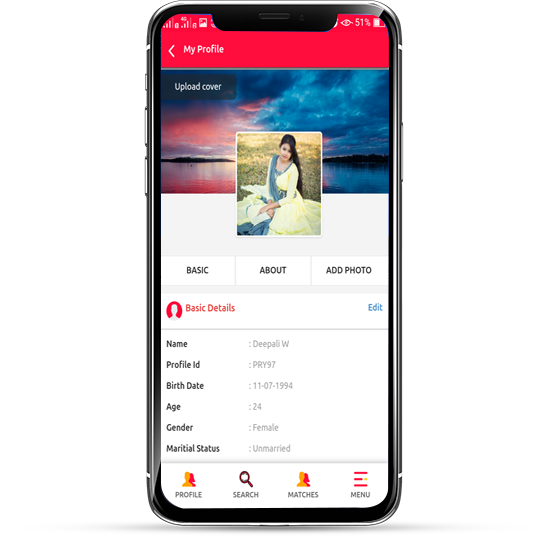 4G 51%
My Profile
Upload cover
BASIC ABOUT ADD PHOTO
Basic Details Edit
Name : Deepali W
Profile Id : PRY97
Birth Date : 11-07-1994
Age : 24
Gender : Female
Maritial Status : Unmarried
PROFILE SEARCH MATCHES MENU